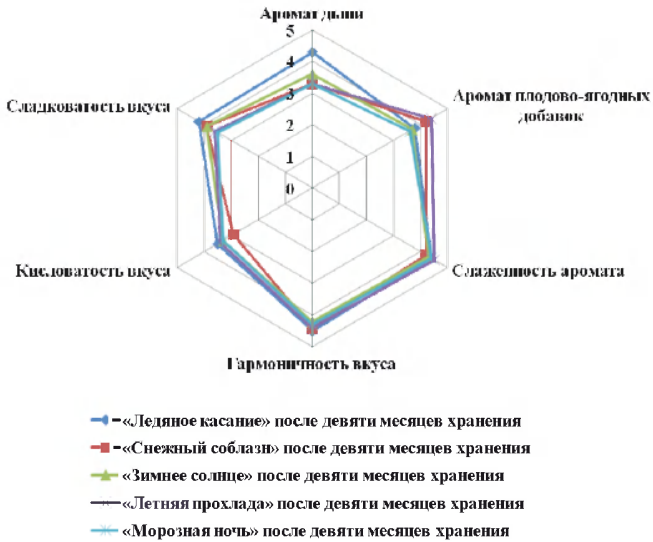 Аромат дыни
5
4
3
2
1
0
Сладковатость вкуса
Аромат плодово-ягодных
добавок
Кисловатость вкуса
Слаженность аромата
Гармоничность вкуса
«Ледяное касание» после девяти месяцев хранения
«Снежный соблазн» после девяти месяцев хранения
«Зимнее солнце» после девяти месяцев хранения
«Летняя прохлада» после девяти месяцев хранения
«Морозная ночь» после девяти месяцев хранения